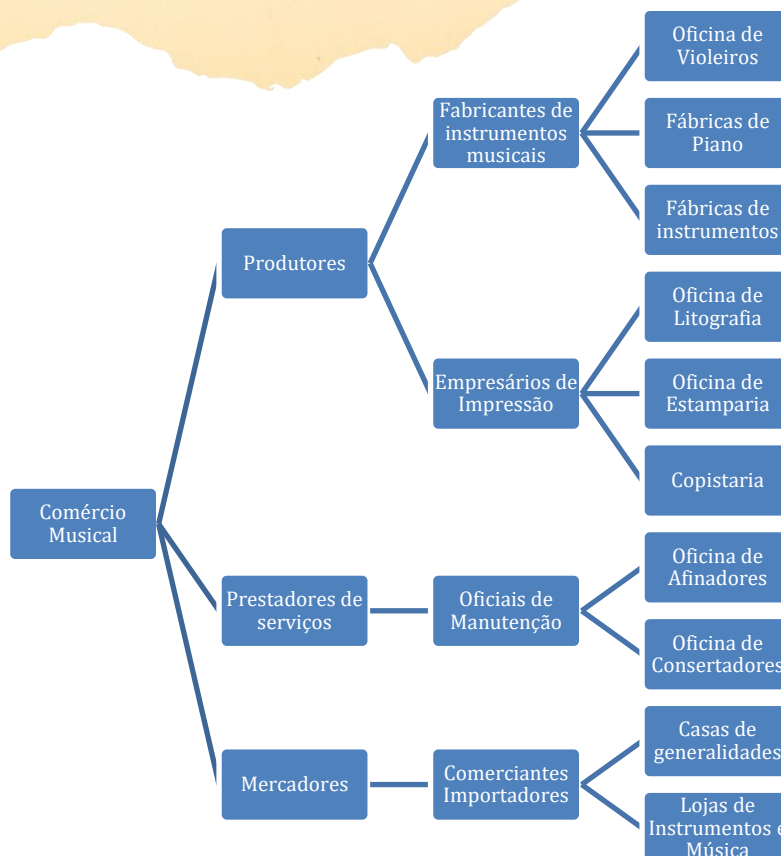 Comércio
Musical
Produtores
Fabricantes de
instrumentos
musicais
Oficina de
Violeiros
Fábricas de
Piano
Fábricas de
instrumentos
Empresários de
Impressão
Oficina de
Litografia
Oficina de
Estamparia
Copistaria
Prestadores de
serviços
Oficiais de
Manutenção
Oficina de
Afinadores
Oficina de
Consertadores
Mercadores
Comerciantes
Importadores
Casas de
generalidades
Lojas de
Instrumentos e
Música